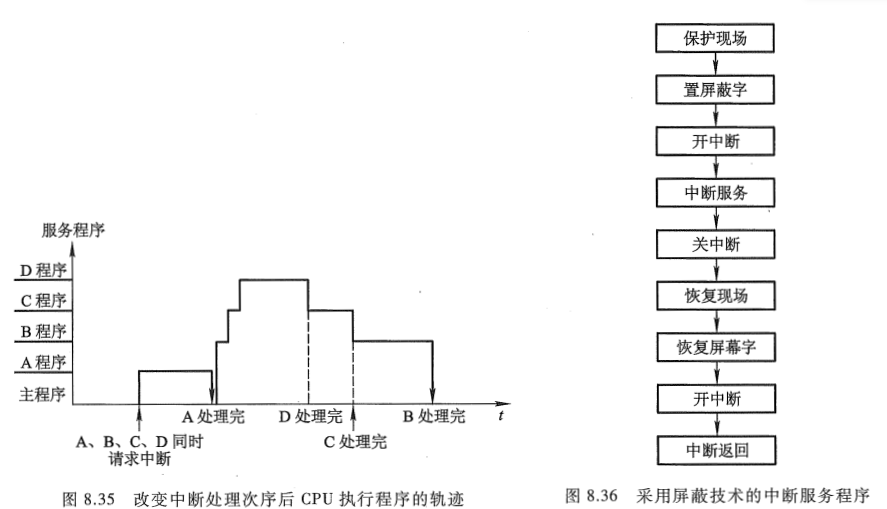 服务程序
D 程序
C 程序
B 程序
A 程序
主程序
A 处理完
D 处理完
B 处理完
t
A、B、C、D 同时
请求中断
C 处理完
图 8.35 改变中断处理次序后 CPU 执行程序的轨迹
保护现场
置屏蔽字
开中断
中断服务
关中断
恢复现场
恢复屏幕字
开中断
中断返回
图 8.36 采用屏蔽技术的中断服务程序